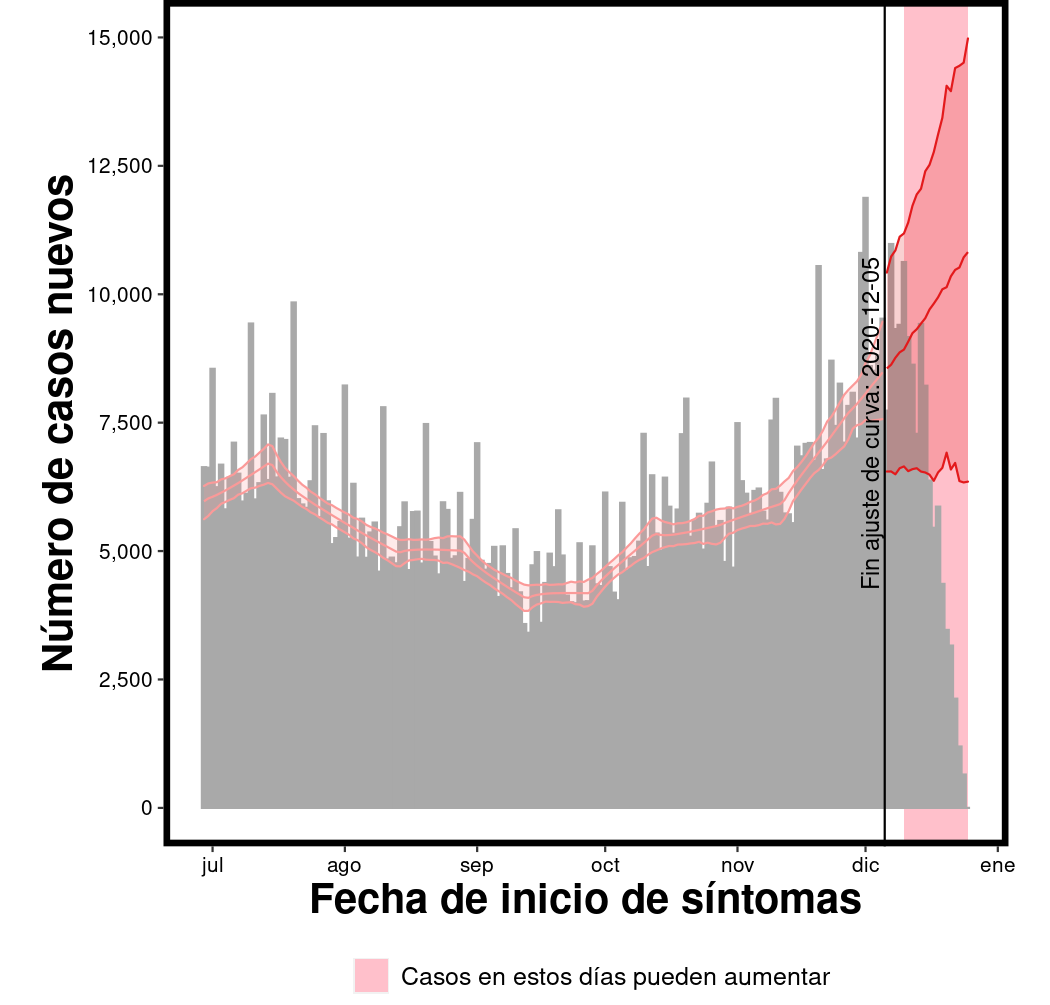 Número de casos nuevos
15,000
12,500
10,000
7,500
5,000
2,500
0
Fin ajuste de curva: 2020-12-05
jul ago sep oct nov dic ene
Fecha de inicio de síntomas
Casos en estos días pueden aumentar